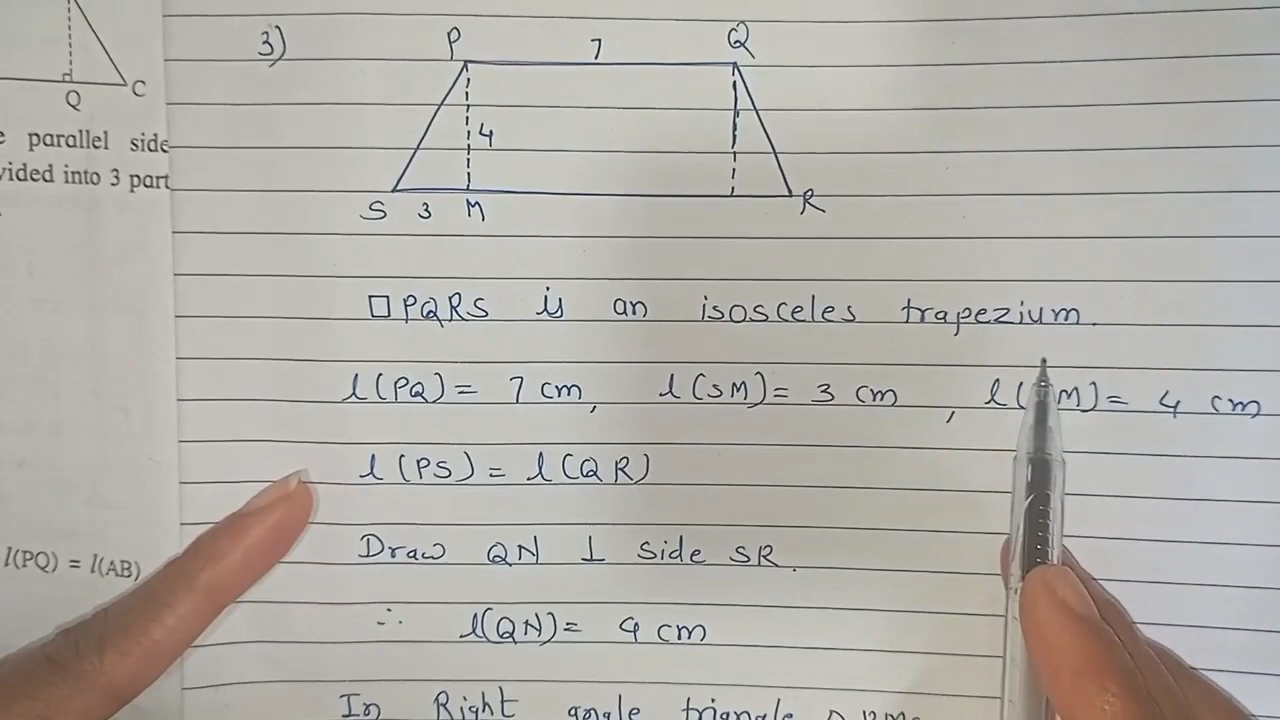 3)
P 7 Q
4
S 3 M R
Q C
parallel side
vided into 3 part
□PQRS is an isosceles trapezium.
l(PQ) = 7 cm, l(SM) = 3 cm, l( M) = 4 cm
l(PS) = l(QR)
Draw QN ⊥ side SR.
l(PQ) = l(AB)
∴ l(QN) = 4 cm
In Right angle triangle